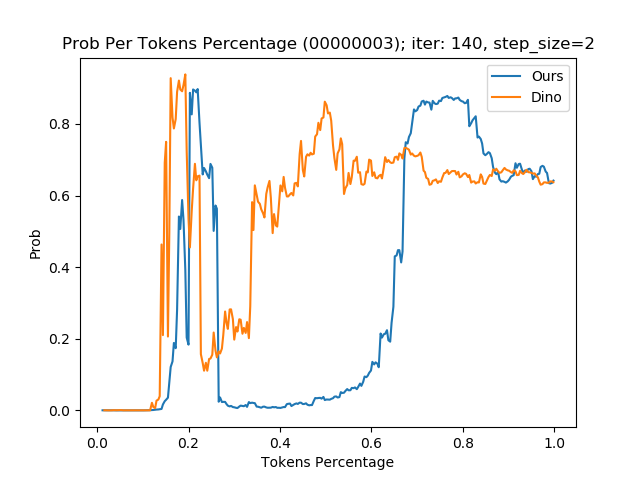 Prob Per Tokens Percentage (00000003); iter: 140, step_size=2
Ours
Dino
0.8
0.6
0.4
0.2
0.0
Prob
0.0 0.2 0.4 0.6 0.8 1.0
Tokens Percentage